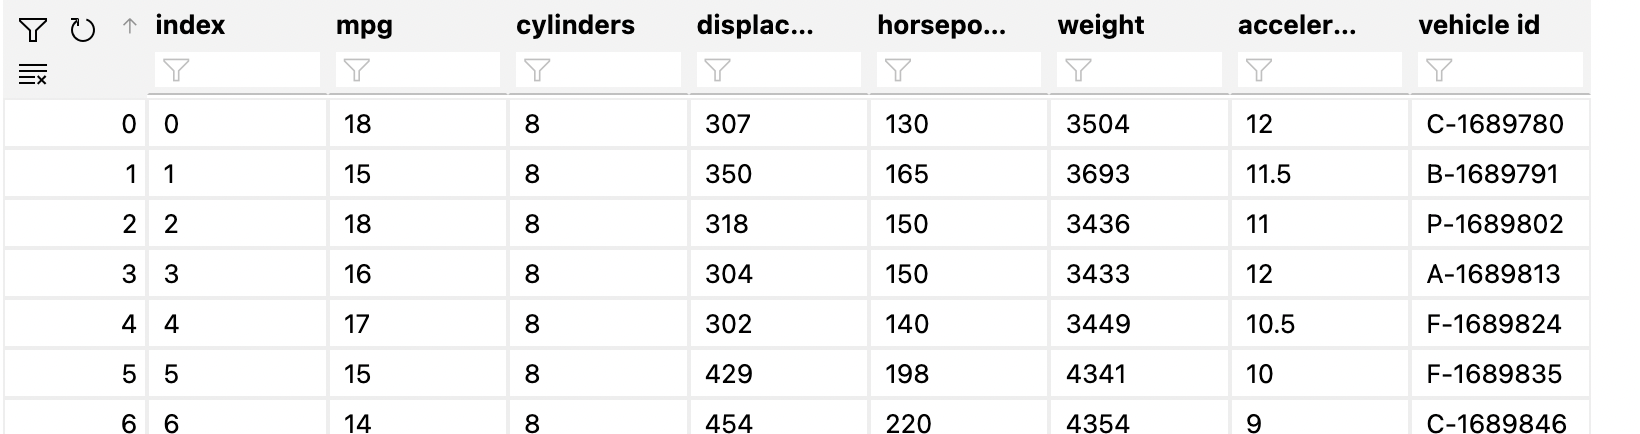 index mpg cylinders displac... horsepo... weight acceler... vehicle id
0 0 18 8 307 130 3504 12 C-1689780
1 1 15 8 350 165 3693 11.5 B-1689791
2 2 18 8 318 150 3436 11 P-1689802
3 3 16 8 304 150 3433 12 A-1689813
4 4 17 8 302 140 3449 10.5 F-1689824
5 5 15 8 429 198 4341 10 F-1689835
6 6 14 8 454 220 4354 9 C-1689846